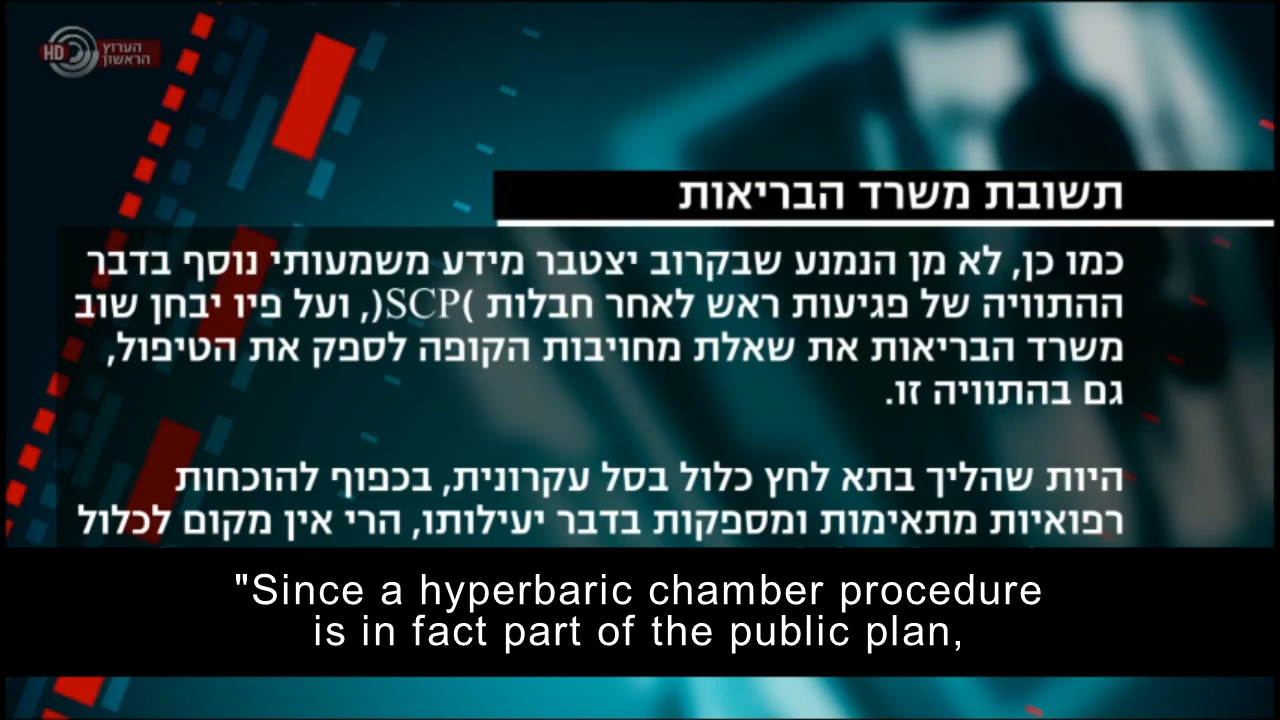 HD
הערוץ
הראשון
תשובת משרד הבריאות
כמו כן, לא מן הנמנע שבקרוב יצטבר מידע משמעותי נוסף בדבר
ההתוויה של פגיעות ראש לאחר חבלות )SCP(, ועל פיו יבחן שוב
משרד הבריאות את שאלת מחויבות הקופה לספק את הטיפול,
גם בהתוויה זו.
היות שהליך בתא לחץ כלול בסל עקרונית, בכפוף להוכחות
רפואיות מתאימות ומספקות בדבר יעילותו, הרי אין מקום לכלול
"Since a hyperbaric chamber procedure
is in fact part of the public plan,